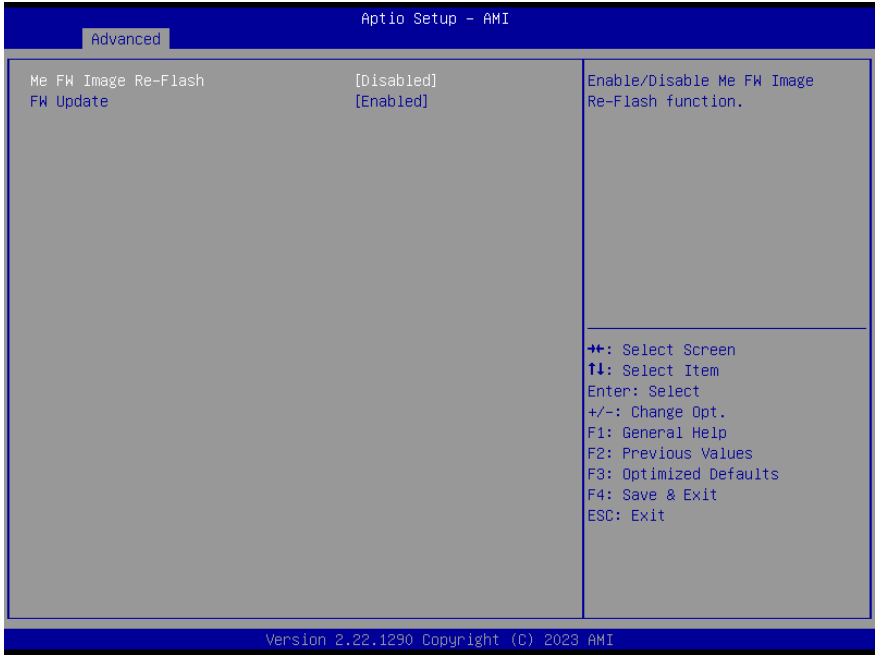 Aptio Setup – AMI
Advanced
Me FW Image Re–Flash [Disabled]
FW Update [Enabled]
Enable/Disable Me FW Image
Re–Flash function.
→←: Select Screen
↑↓: Select Item
Enter: Select
+/–: Change Opt.
F1: General Help
F2: Previous Values
F3: Optimized Defaults
F4: Save & Exit
ESC: Exit
Version 2.22.1290 Copyright (C) 2023 AMI